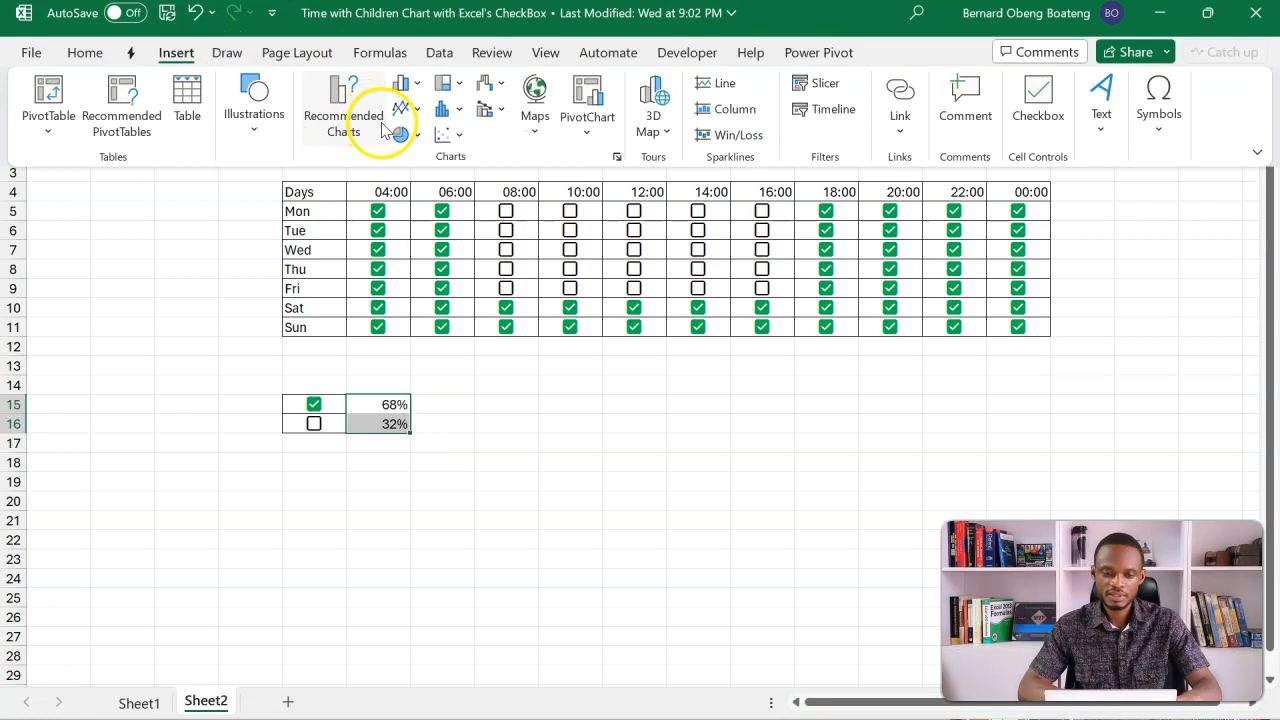 AutoSave Off Time with Children Chart with Excel's CheckBox • Last Modified: Wed at 9:02 PM Bernard Obeng Boateng BO
File Home Insert Draw Page Layout Formulas Data Review View Automate Developer Help Power Pivot Comments Share Catch up
PivotTable Recommended PivotTables Table Illustrations Recommended Charts Maps PivotChart 3D Map Line Column Win/Loss Slicer Timeline Link Comment Checkbox Text Symbols
Tables Charts Tours Sparklines Filters Links Comments Cell Controls
3
4 Days 04:00 06:00 08:00 10:00 12:00 14:00 16:00 18:00 20:00 22:00 00:00
5 Mon
6 Tue
7 Wed
8 Thu
9 Fri
10 Sat
11 Sun
12
13
14
15 68%
16 32%
17
18
19
20
21
22
23
24
25
26
27
28
29
Sheet1 Sheet2